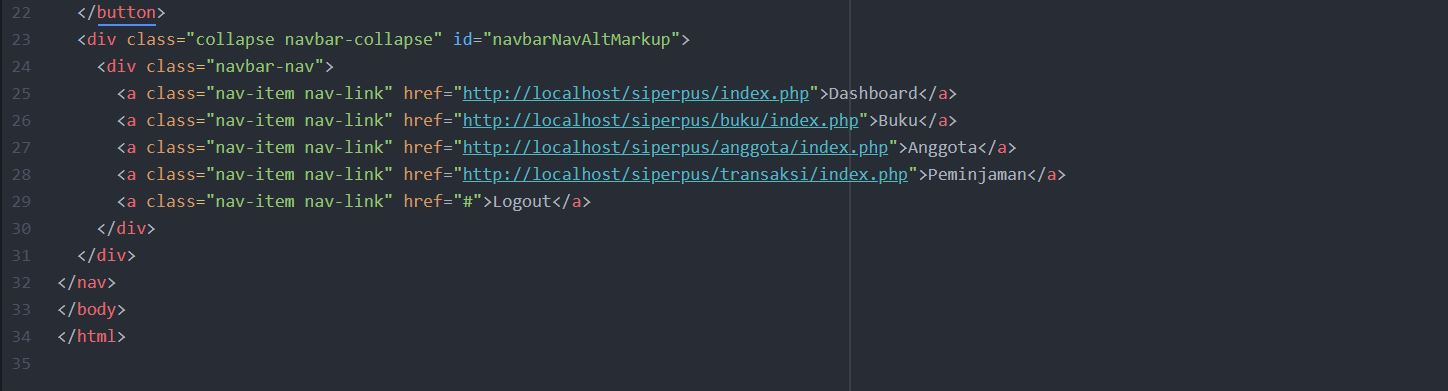 22 </button>
23 <div class="collapse navbar-collapse" id="navbarNavAltMarkup">
24 <div class="navbar-nav">
25 <a class="nav-item nav-link" href="http://localhost/siperpus/index.php">Dashboard</a>
26 <a class="nav-item nav-link" href="http://localhost/siperpus/buku/index.php">Buku</a>
27 <a class="nav-item nav-link" href="http://localhost/siperpus/anggota/index.php">Anggota</a>
28 <a class="nav-item nav-link" href="http://localhost/siperpus/transaksi/index.php">Peminjaman</a>
29 <a class="nav-item nav-link" href="#">Logout</a>
30 </div>
31 </div>
32 </nav>
33 </body>
34 </html>
35